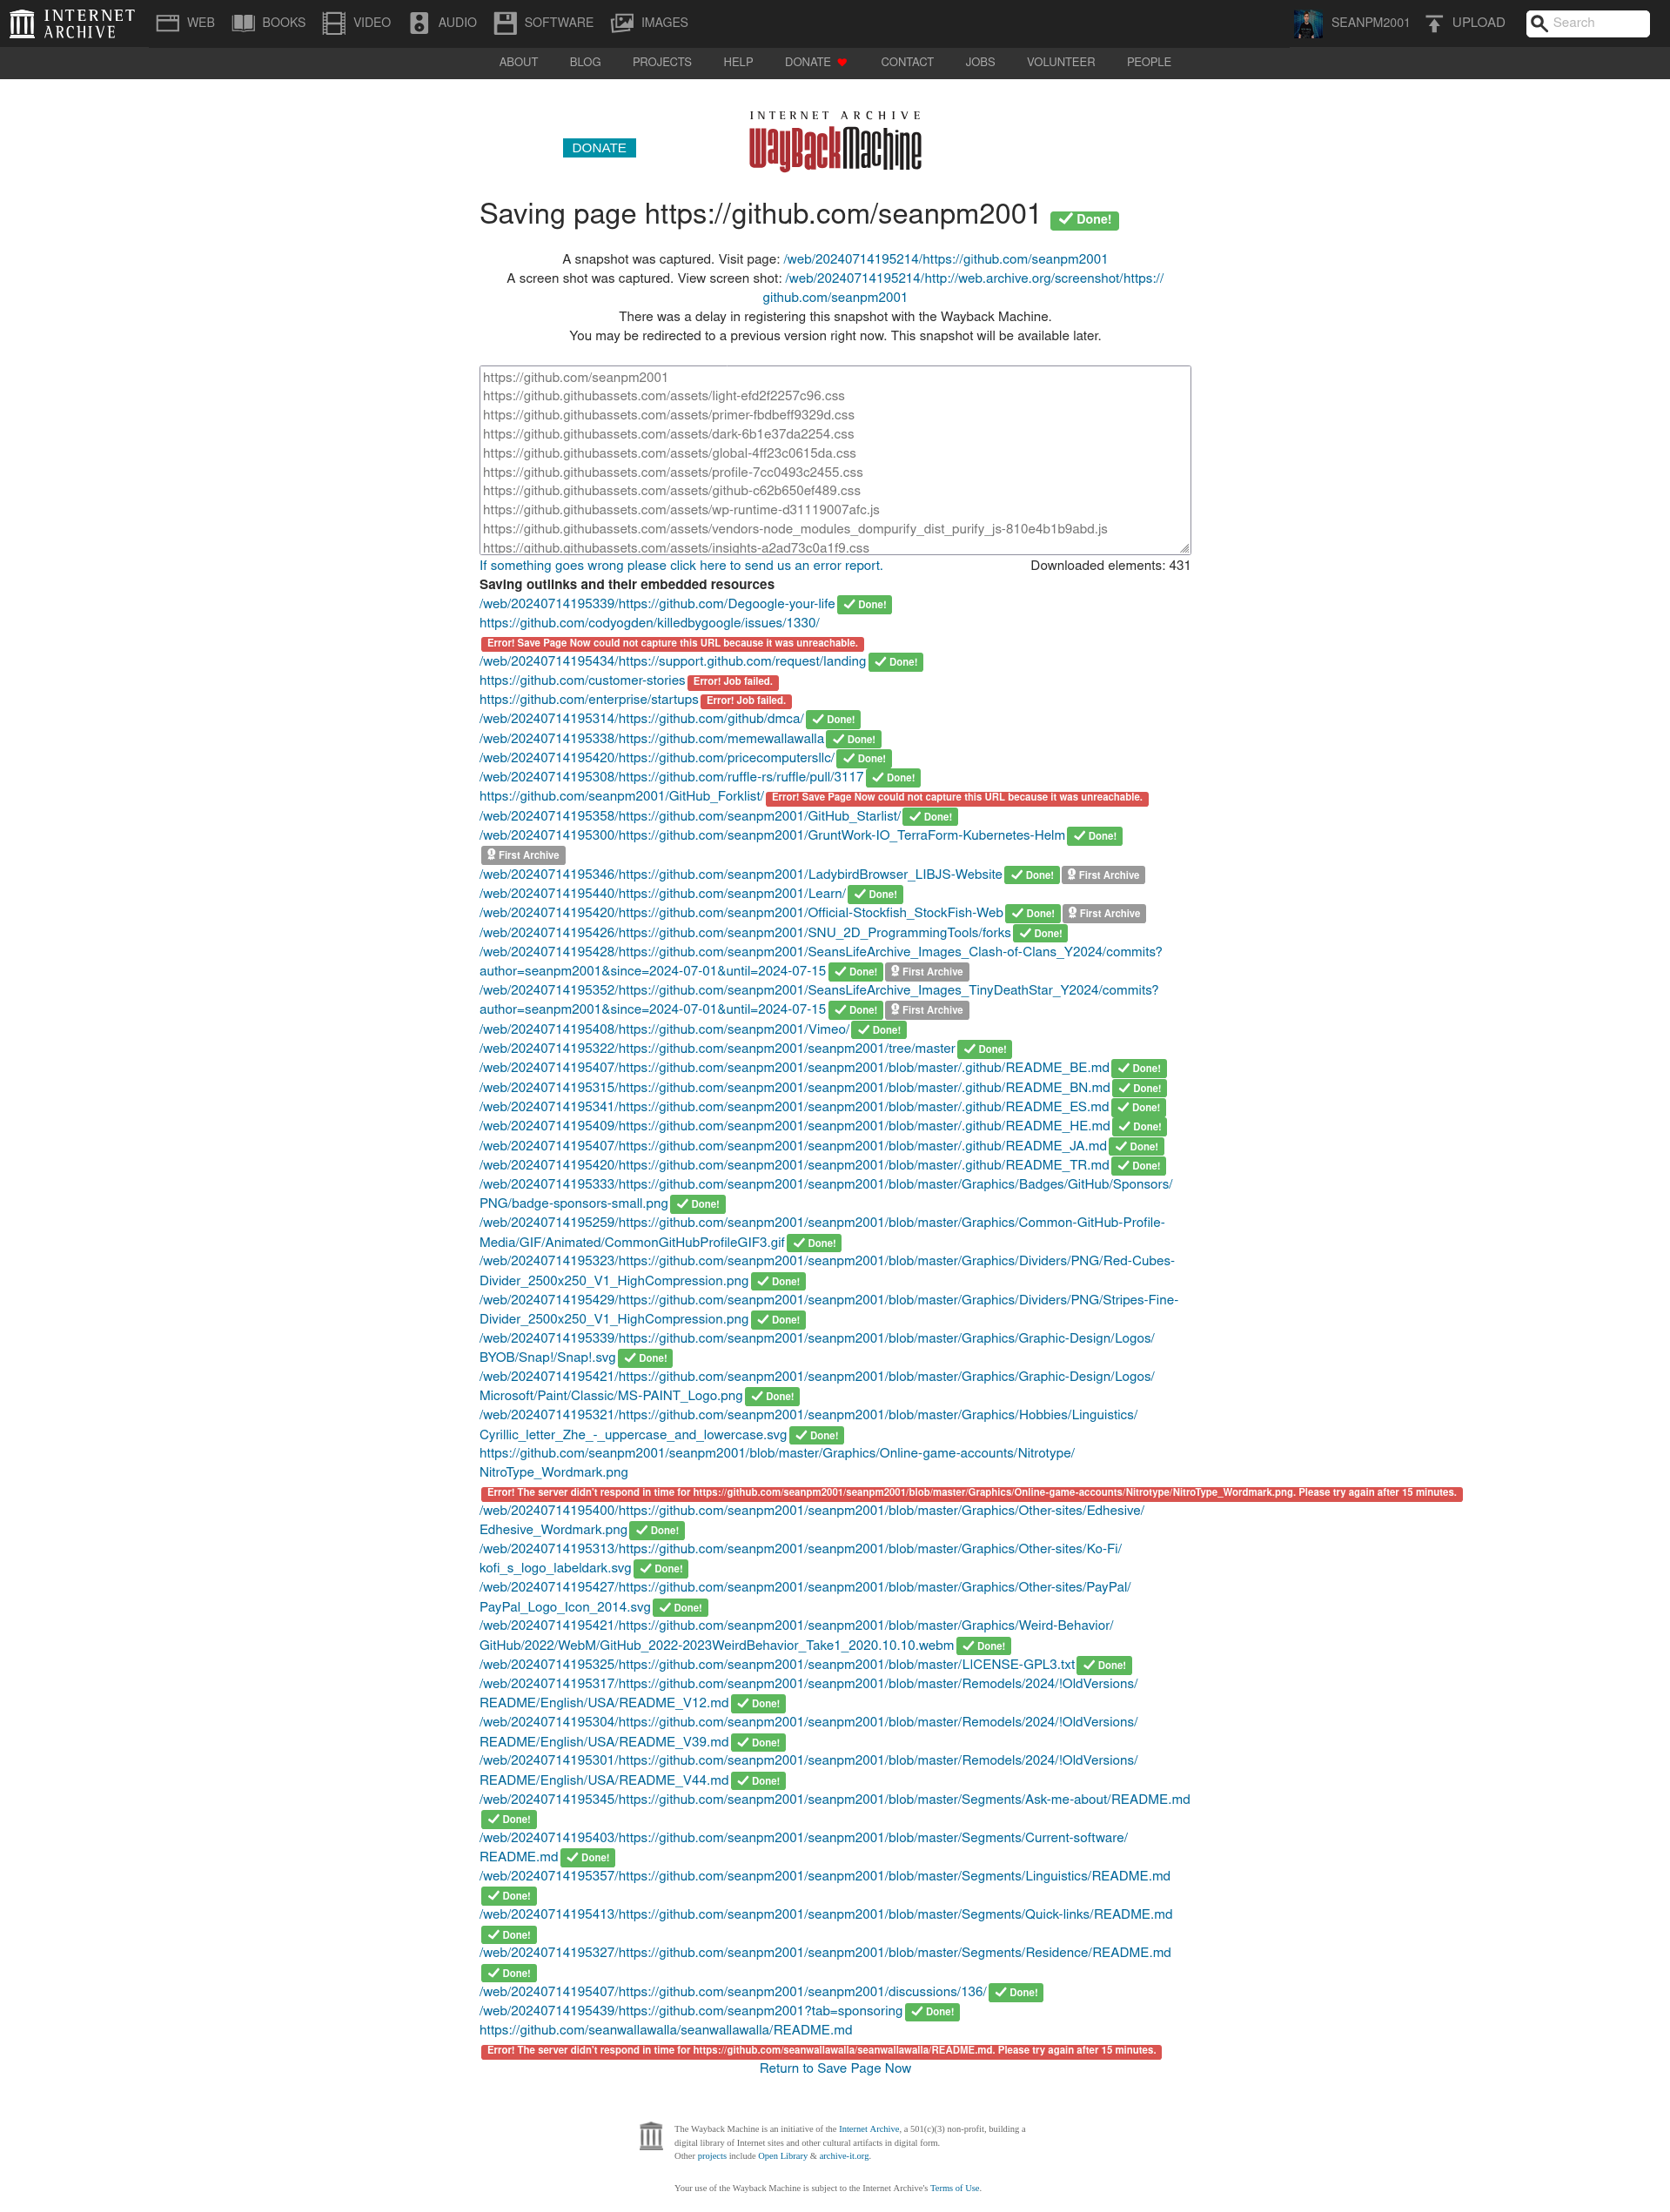 INTERNET ARCHIVE
WEB BOOKS VIDEO AUDIO SOFTWARE IMAGES SEANPM2001 UPLOAD Search
ABOUT BLOG PROJECTS HELP DONATE CONTACT JOBS VOLUNTEER PEOPLE
DONATE
INTERNET ARCHIVE
WayBackMachine
Saving page https://github.com/seanpm2001 Done!
A snapshot was captured. Visit page: /web/20240714195214/https://github.com/seanpm2001
A screen shot was captured. View screen shot: /web/20240714195214/http://web.archive.org/screenshot/https://
github.com/seanpm2001
There was a delay in registering this snapshot with the Wayback Machine.
You may be redirected to a previous version right now. This snapshot will be available later.
https://github.com/seanpm2001
https://github.githubassets.com/assets/light-efd2f2257c96.css
https://github.githubassets.com/assets/primer-fbdbeff9329d.css
https://github.githubassets.com/assets/dark-6b1e37da2254.css
https://github.githubassets.com/assets/global-4ff23c0615da.css
https://github.githubassets.com/assets/profile-7cc0493c2455.css
https://github.githubassets.com/assets/github-c62b650ef489.css
https://github.githubassets.com/assets/wp-runtime-d31119007afc.js
https://github.githubassets.com/assets/vendors-node_modules_dompurify_dist_purify_js-810e4b1b9abd.js
https://github.githubassets.com/assets/insights-a2ad73c0a1f9.css
If something goes wrong please click here to send us an error report. Downloaded elements: 431
Saving outlinks and their embedded resources
/web/20240714195339/https://github.com/Degoogle-your-life Done!
https://github.com/codyogden/killedbygoogle/issues/1330/
Error! Save Page Now could not capture this URL because it was unreachable.
/web/20240714195434/https://support.github.com/request/landing Done!
https://github.com/customer-stories Error! Job failed.
https://github.com/enterprise/startups Error! Job failed.
/web/20240714195314/https://github.com/github/dmca/ Done!
/web/20240714195338/https://github.com/memewallawalla Done!
/web/20240714195420/https://github.com/pricecomputersllc/ Done!
/web/20240714195308/https://github.com/ruffle-rs/ruffle/pull/3117 Done!
https://github.com/seanpm2001/GitHub_Forklist/ Error! Save Page Now could not capture this URL because it was unreachable.
/web/20240714195358/https://github.com/seanpm2001/GitHub_Starlist/ Done!
/web/20240714195300/https://github.com/seanpm2001/GruntWork-IO_TerraForm-Kubernetes-Helm Done!
First Archive
/web/20240714195346/https://github.com/seanpm2001/LadybirdBrowser_LIBJS-Website Done! First Archive
/web/20240714195440/https://github.com/seanpm2001/Learn/ Done!
/web/20240714195420/https://github.com/seanpm2001/Official-Stockfish_StockFish-Web Done! First Archive
/web/20240714195426/https://github.com/seanpm2001/SNU_2D_ProgrammingTools/forks Done!
/web/20240714195428/https://github.com/seanpm2001/SeansLifeArchive_Images_Clash-of-Clans_Y2024/commits?
author=seanpm2001&since=2024-07-01&until=2024-07-15 Done! First Archive
/web/20240714195352/https://github.com/seanpm2001/SeansLifeArchive_Images_TinyDeathStar_Y2024/commits?
author=seanpm2001&since=2024-07-01&until=2024-07-15 Done! First Archive
/web/20240714195408/https://github.com/seanpm2001/Vimeo/ Done!
/web/20240714195322/https://github.com/seanpm2001/seanpm2001/tree/master Done!
/web/20240714195407/https://github.com/seanpm2001/seanpm2001/blob/master/.github/README_BE.md Done!
/web/20240714195315/https://github.com/seanpm2001/seanpm2001/blob/master/.github/README_BN.md Done!
/web/20240714195341/https://github.com/seanpm2001/seanpm2001/blob/master/.github/README_ES.md Done!
/web/20240714195409/https://github.com/seanpm2001/seanpm2001/blob/master/.github/README_HE.md Done!
/web/20240714195407/https://github.com/seanpm2001/seanpm2001/blob/master/.github/README_JA.md Done!
/web/20240714195420/https://github.com/seanpm2001/seanpm2001/blob/master/.github/README_TR.md Done!
/web/20240714195333/https://github.com/seanpm2001/seanpm2001/blob/master/Graphics/Badges/GitHub/Sponsors/
PNG/badge-sponsors-small.png Done!
/web/20240714195259/https://github.com/seanpm2001/seanpm2001/blob/master/Graphics/Common-GitHub-Profile-
Media/GIF/Animated/CommonGitHubProfileGIF3.gif Done!
/web/20240714195323/https://github.com/seanpm2001/seanpm2001/blob/master/Graphics/Dividers/PNG/Red-Cubes-
Divider_2500x250_V1_HighCompression.png Done!
/web/20240714195429/https://github.com/seanpm2001/seanpm2001/blob/master/Graphics/Dividers/PNG/Stripes-Fine-
Divider_2500x250_V1_HighCompression.png Done!
/web/20240714195339/https://github.com/seanpm2001/seanpm2001/blob/master/Graphics/Graphic-Design/Logos/
BYOB/Snap!/Snap!.svg Done!
/web/20240714195421/https://github.com/seanpm2001/seanpm2001/blob/master/Graphics/Graphic-Design/Logos/
Microsoft/Paint/Classic/MS-PAINT_Logo.png Done!
/web/20240714195321/https://github.com/seanpm2001/seanpm2001/blob/master/Graphics/Hobbies/Linguistics/
Cyrillic_letter_Zhe_-_uppercase_and_lowercase.svg Done!
https://github.com/seanpm2001/seanpm2001/blob/master/Graphics/Online-game-accounts/Nitrotype/
NitroType_Wordmark.png
Error! The server didn't respond in time for https://github.com/seanpm2001/seanpm2001/blob/master/Graphics/Online-game-accounts/Nitrotype/NitroType_Wordmark.png. Please try again after 15 minutes.
/web/20240714195400/https://github.com/seanpm2001/seanpm2001/blob/master/Graphics/Other-sites/Edhesive/
Edhesive_Wordmark.png Done!
/web/20240714195313/https://github.com/seanpm2001/seanpm2001/blob/master/Graphics/Other-sites/Ko-Fi/
kofi_s_logo_labeldark.svg Done!
/web/20240714195427/https://github.com/seanpm2001/seanpm2001/blob/master/Graphics/Other-sites/PayPal/
PayPal_Logo_Icon_2014.svg Done!
/web/20240714195421/https://github.com/seanpm2001/seanpm2001/blob/master/Graphics/Weird-Behavior/
GitHub/2022/WebM/GitHub_2022-2023WeirdBehavior_Take1_2020.10.10.webm Done!
/web/20240714195325/https://github.com/seanpm2001/seanpm2001/blob/master/LICENSE-GPL3.txt Done!
/web/20240714195317/https://github.com/seanpm2001/seanpm2001/blob/master/Remodels/2024/!OldVersions/
README/English/USA/README_V12.md Done!
/web/20240714195304/https://github.com/seanpm2001/seanpm2001/blob/master/Remodels/2024/!OldVersions/
README/English/USA/README_V39.md Done!
/web/20240714195301/https://github.com/seanpm2001/seanpm2001/blob/master/Remodels/2024/!OldVersions/
README/English/USA/README_V44.md Done!
/web/20240714195345/https://github.com/seanpm2001/seanpm2001/blob/master/Segments/Ask-me-about/README.md
Done!
/web/20240714195403/https://github.com/seanpm2001/seanpm2001/blob/master/Segments/Current-software/
README.md Done!
/web/20240714195357/https://github.com/seanpm2001/seanpm2001/blob/master/Segments/Linguistics/README.md
Done!
/web/20240714195413/https://github.com/seanpm2001/seanpm2001/blob/master/Segments/Quick-links/README.md
Done!
/web/20240714195327/https://github.com/seanpm2001/seanpm2001/blob/master/Segments/Residence/README.md
Done!
/web/20240714195407/https://github.com/seanpm2001/seanpm2001/discussions/136/ Done!
/web/20240714195439/https://github.com/seanpm2001?tab=sponsoring Done!
https://github.com/seanwallawalla/seanwallawalla/README.md
Error! The server didn't respond in time for https://github.com/seanwallawalla/seanwallawalla/README.md. Please try again after 15 minutes.
Return to Save Page Now
The Wayback Machine is an initiative of the Internet Archive, a 501(c)(3) non-profit, building a
digital library of Internet sites and other cultural artifacts in digital form.
Other projects include Open Library & archive-it.org.
Your use of the Wayback Machine is subject to the Internet Archive's Terms of Use.